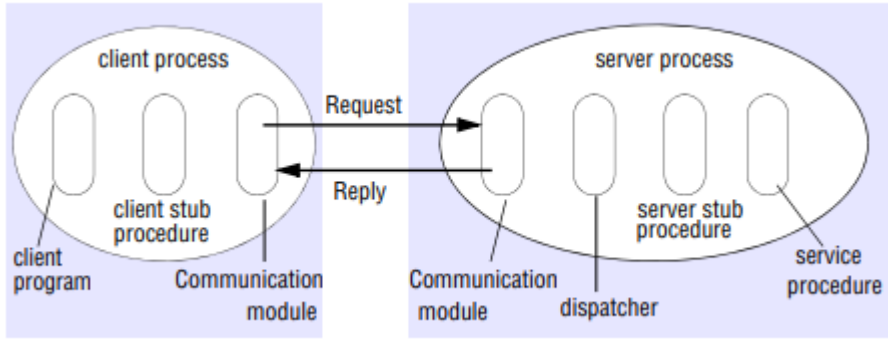 client process
server process
Request
Reply
client stub
procedure
server stub
procedure
client
program
Communication
module
Communication
module
dispatcher
service
procedure